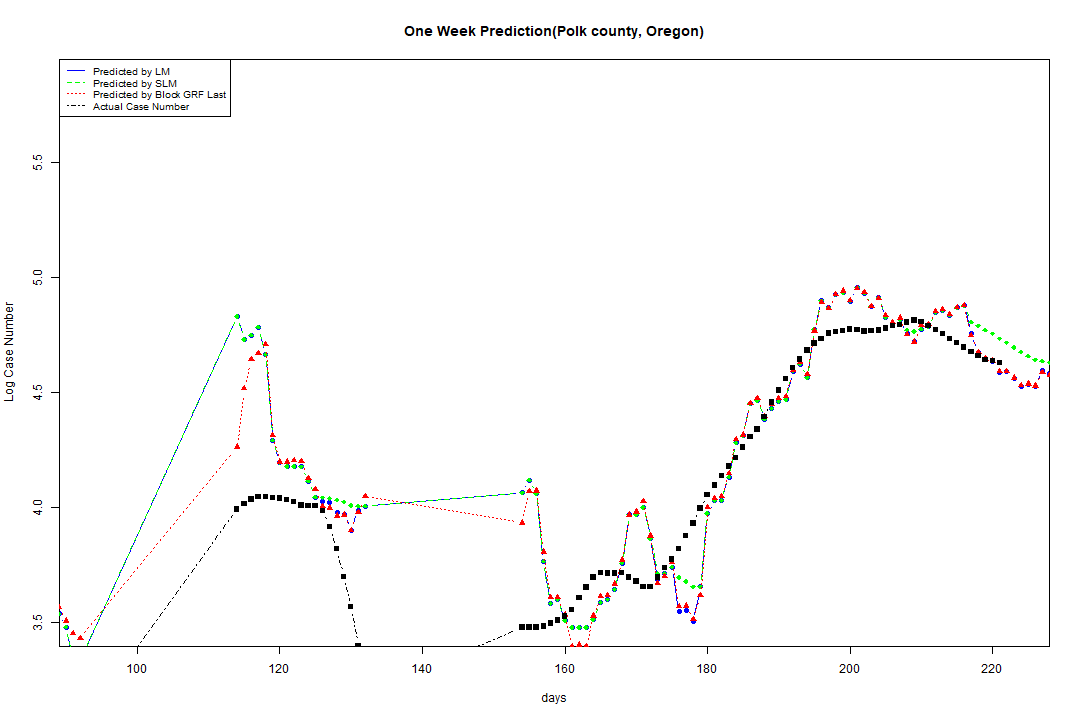 One Week Prediction(Polk county, Oregon)
Predicted by LM
Predicted by SLM
Predicted by Block GRF Last
Actual Case Number
Log Case Number
5.5
5.0
4.5
4.0
3.5
100 120 140 160 180 200 220
days